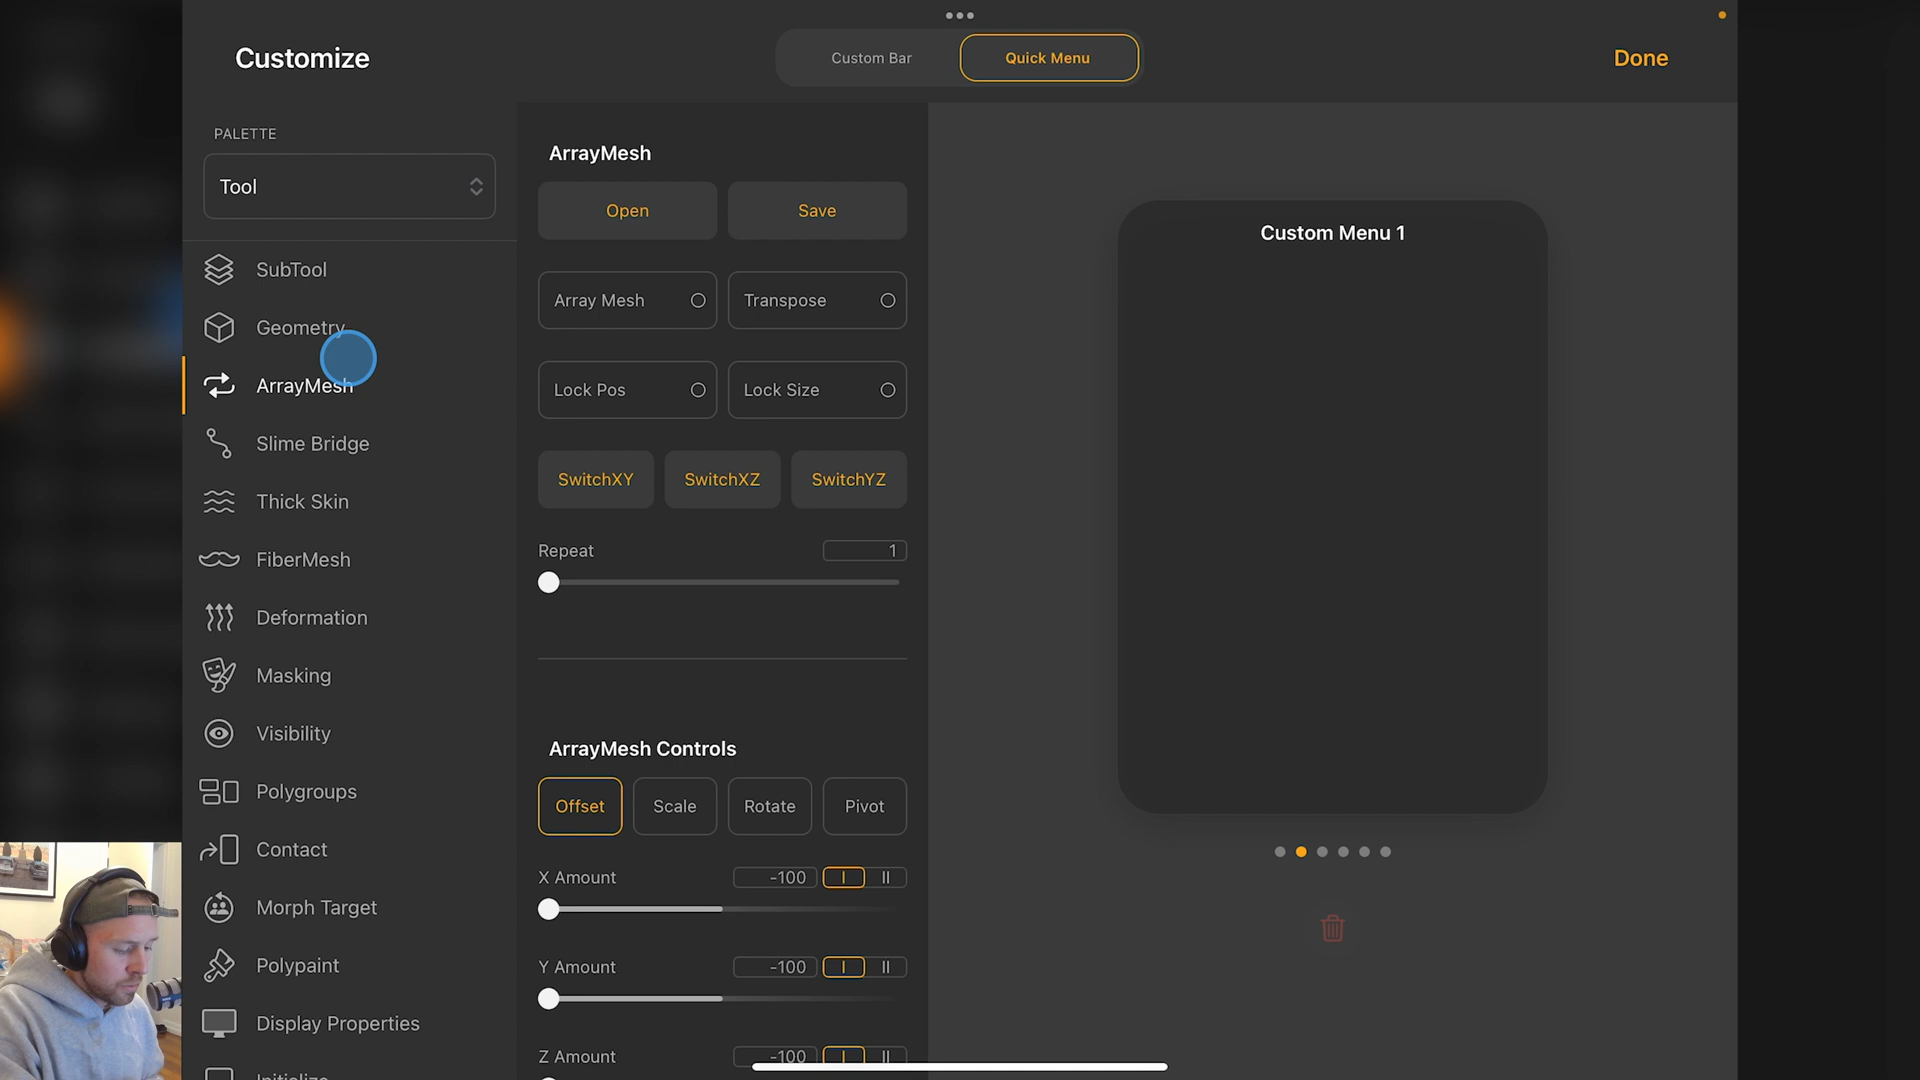 Customize
Custom Bar
Quick Menu
Done
PALETTE
Tool
SubTool
Geometry
ArrayMesh
Slime Bridge
Thick Skin
FiberMesh
Deformation
Masking
Visibility
Polygroups
Contact
Morph Target
Polypaint
Display Properties
Initialize
ArrayMesh
Open
Save
Array Mesh
Transpose
Lock Pos
Lock Size
SwitchXY
SwitchXZ
SwitchYZ
Repeat
1
ArrayMesh Controls
Offset
Scale
Rotate
Pivot
X Amount
-100
Y Amount
-100
Z Amount
-100
Custom Menu 1